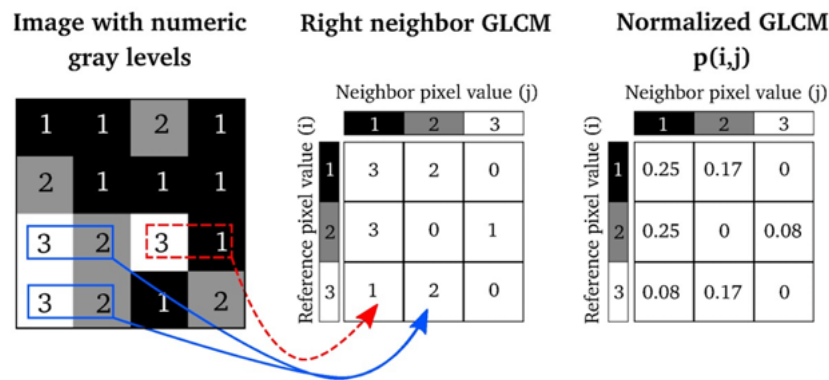 Image with numeric
gray levels
1 1 2 1
2 1 1 1
3 2 3 1
3 2 1 2
Right neighbor GLCM
Neighbor pixel value (j)
Reference pixel value (i)
1 2 3
1 3 2 0
2 3 0 1
3 1 2 0
Normalized GLCM
p(i,j)
Neighbor pixel value (j)
Reference pixel value (i)
1 2 3
1 0.25 0.17 0
2 0.25 0 0.08
3 0.08 0.17 0